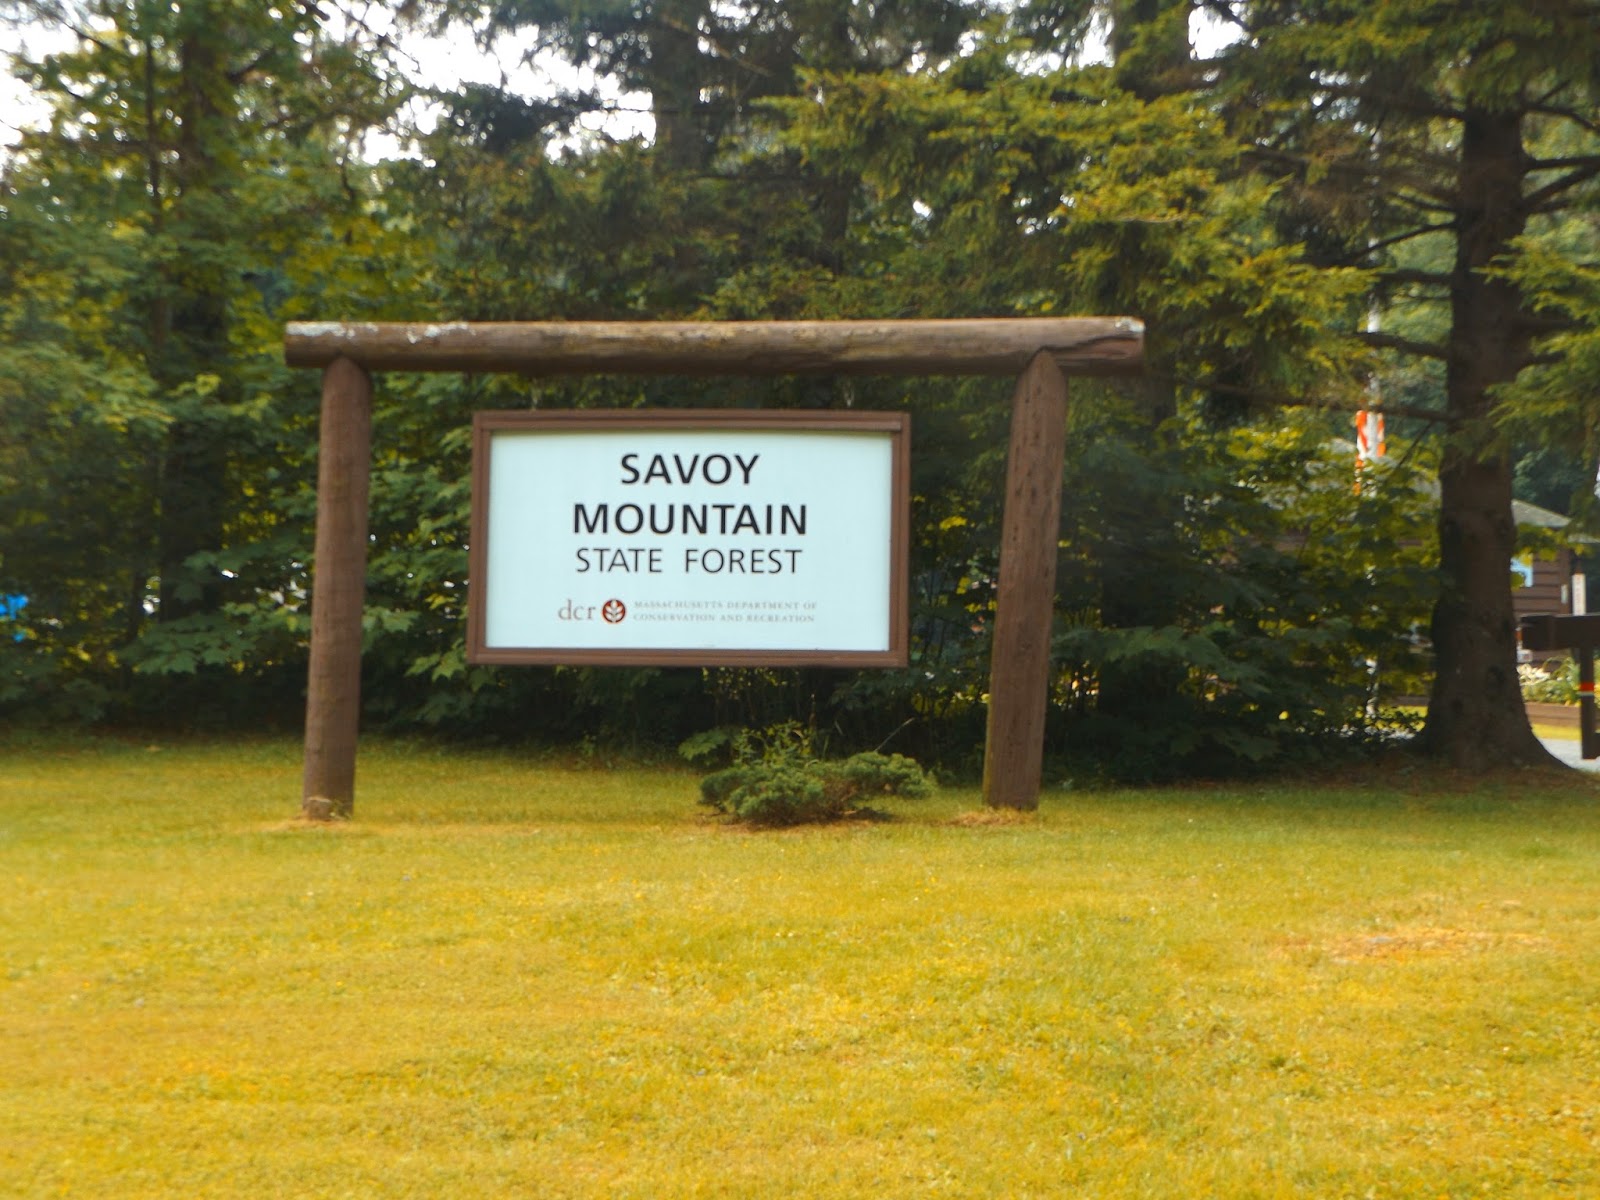 SAVOY
MOUNTAIN
STATE FOREST
dcr MASSACHUSETTS DEPARTMENT OF
CONSERVATION AND RECREATION